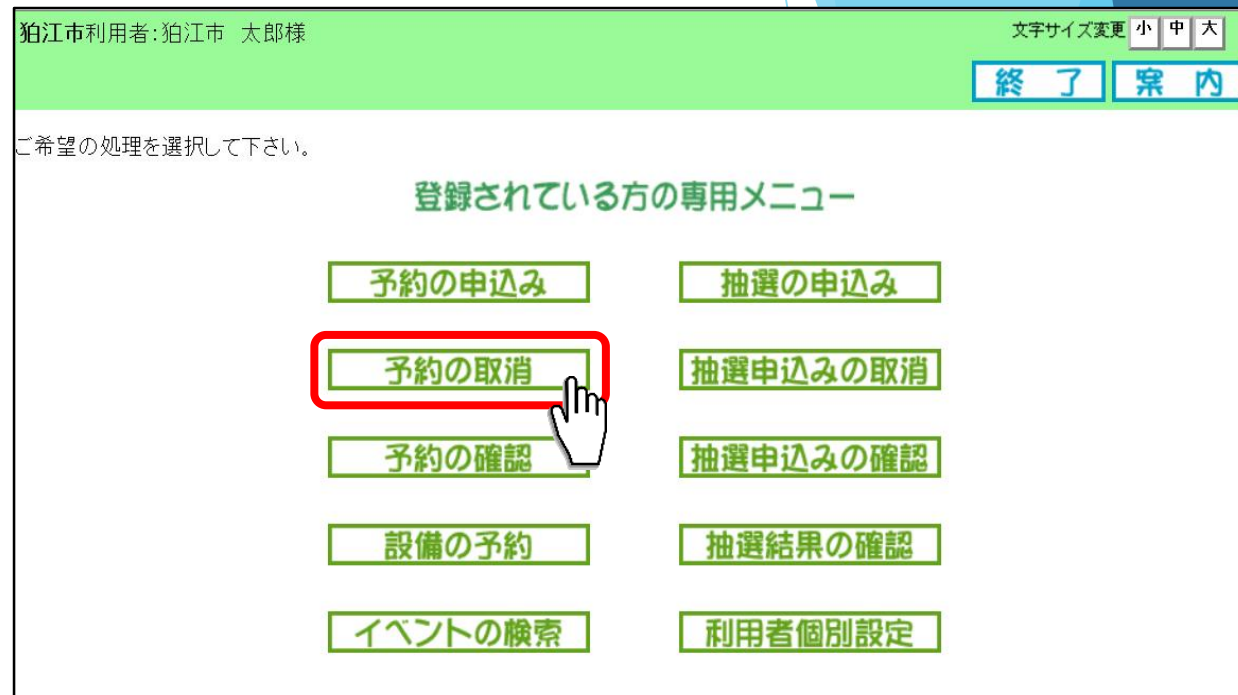 狛江市利用者:狛江市　太郎様
文字サイズ変更 小 中 大
終了 案内
ご希望の処理を選択して下さい。
登録されている方の専用メニュー
予約の申込み 抽選の申込み
予約の取消 抽選申込みの取消
予約の確認 抽選申込みの確認
設備の予約 抽選結果の確認
イベントの検索 利用者個別設定